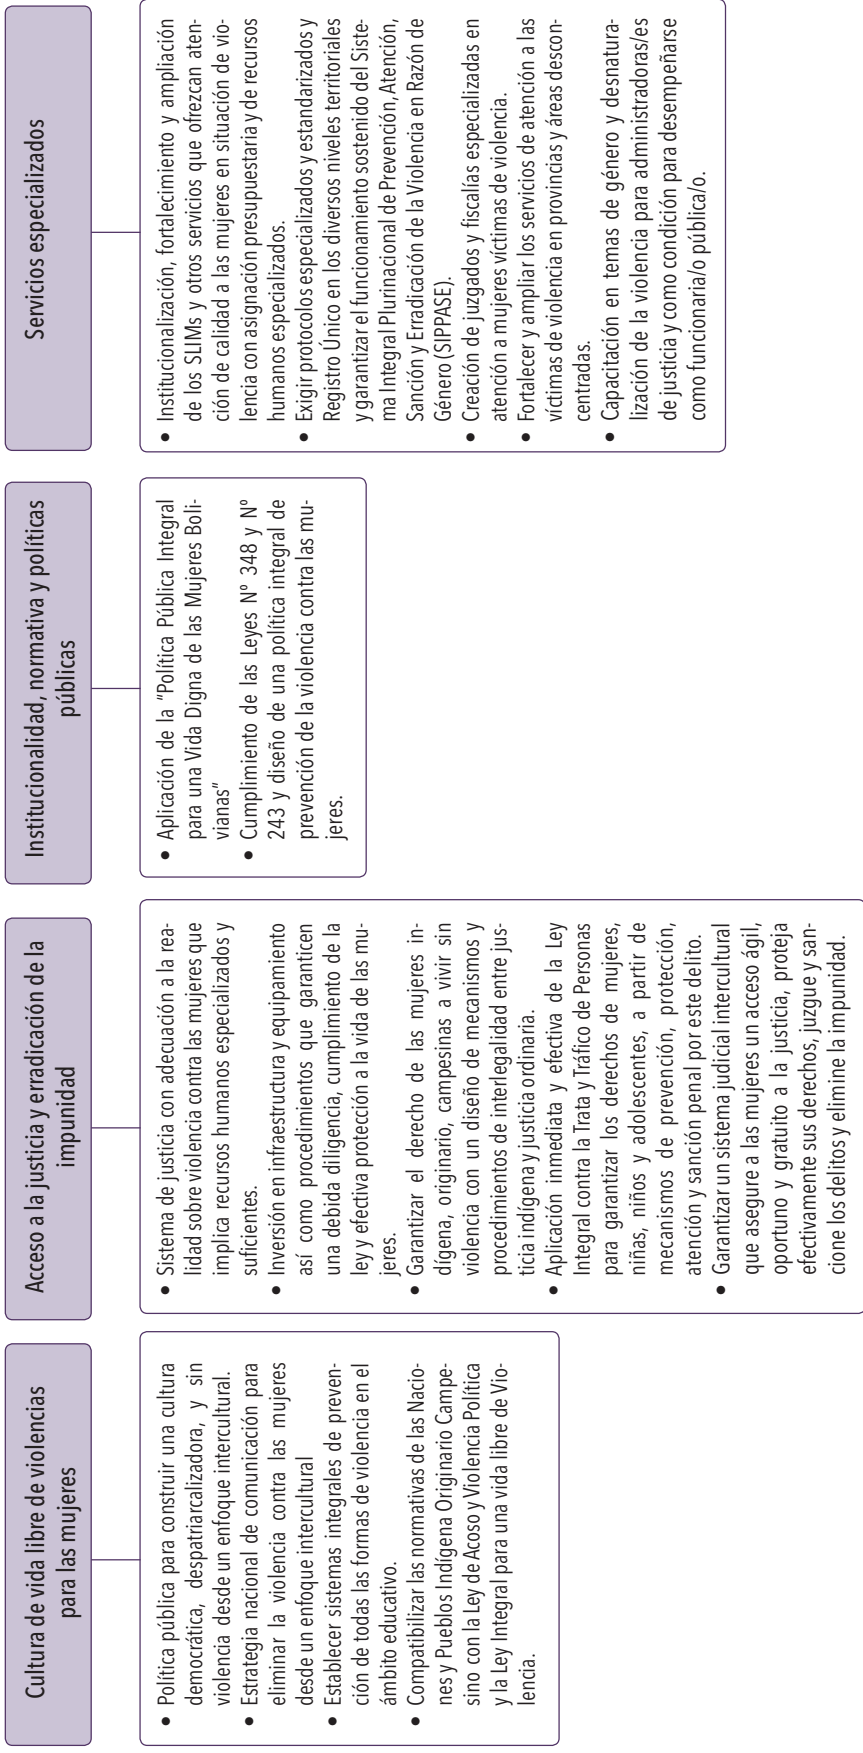 Cultura de vida libre de violencias
para las mujeres
• Política pública para construir una cultura
democrática, despatriarcalizadora, y sin
violencia desde un enfoque intercultural.
• Estrategia nacional de comunicación para
eliminar la violencia contra las mujeres
desde un enfoque intercultural
• Establecer sistemas integrales de preven-
ción de todas las formas de violencia en el
ámbito educativo.
• Compatibilizar las normativas de las Nacio-
nes y Pueblos Indígena Originario Campe-
sino con la Ley de Acoso y Violencia Política
y la Ley Integral para una vida libre de Vio-
lencia.
Acceso a la justicia y erradicación de la
impunidad
• Sistema de justicia con adecuación a la rea-
lidad sobre violencia contra las mujeres que
implica recursos humanos especializados y
suficientes.
• Inversión en infraestructura y equipamiento
así como procedimientos que garanticen
una debida diligencia, cumplimiento de la
ley y efectiva protección a la vida de las mu-
jeres.
• Garantizar el derecho de las mujeres in-
dígena, originario, campesinas a vivir sin
violencia con un diseño de mecanismos y
procedimientos de interlegalidad entre jus-
ticia indígena y justicia ordinaria.
• Aplicación inmediata y efectiva de la Ley
Integral contra la Trata y Tráfico de Personas
para garantizar los derechos de mujeres,
niñas, niños y adolescentes, a partir de
mecanismos de prevención, protección,
atención y sanción penal por este delito.
• Garantizar un sistema judicial intercultural
que asegure a las mujeres un acceso ágil,
oportuno y gratuito a la justicia, proteja
efectivamente sus derechos, juzgue y san-
cione los delitos y elimine la impunidad.
Institucionalidad, normativa y políticas
públicas
• Aplicación de la "Política Pública Integral
para una Vida Digna de las Mujeres Boli-
vianas"
• Cumplimiento de las Leyes Nº 348 y Nº
243 y diseño de una política integral de
prevención de la violencia contra las mu-
jeres.
Servicios especializados
• Institucionalización, fortalecimiento y ampliación
de los SLIMs y otros servicios que ofrezcan aten-
ción de calidad a las mujeres en situación de vio-
lencia con asignación presupuestaria y de recursos
humanos especializados.
• Exigir protocolos especializados y estandarizados y
Registro Único en los diversos niveles territoriales
y garantizar el funcionamiento sostenido del Siste-
ma Integral Plurinacional de Prevención, Atención,
Sanción y Erradicación de la Violencia en Razón de
Género (SIPPASE).
• Creación de juzgados y fiscalías especializadas en
atención a mujeres víctimas de violencia.
• Fortalecer y ampliar los servicios de atención a las
víctimas de violencia en provincias y áreas descon-
centradas.
• Capacitación en temas de género y desnatura-
lización de la violencia para administradoras/es
de justicia y como condición para desempeñarse
como funcionaria/o pública/o.